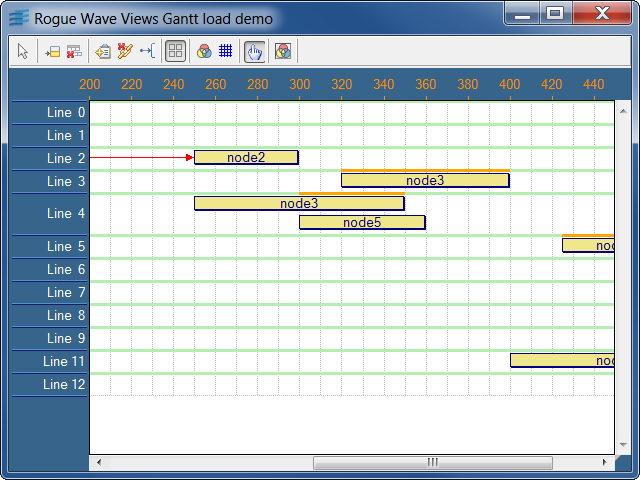 Rogue Wave Views Gantt load demo
200 220 240 260 280 300 320 340 360 380 400 420 440
Line 0
Line 1
Line 2 node2
Line 3 node3
Line 4 node3
node5
Line 5 nod
Line 6
Line 7
Line 8
Line 9
Line 11 nod
Line 12